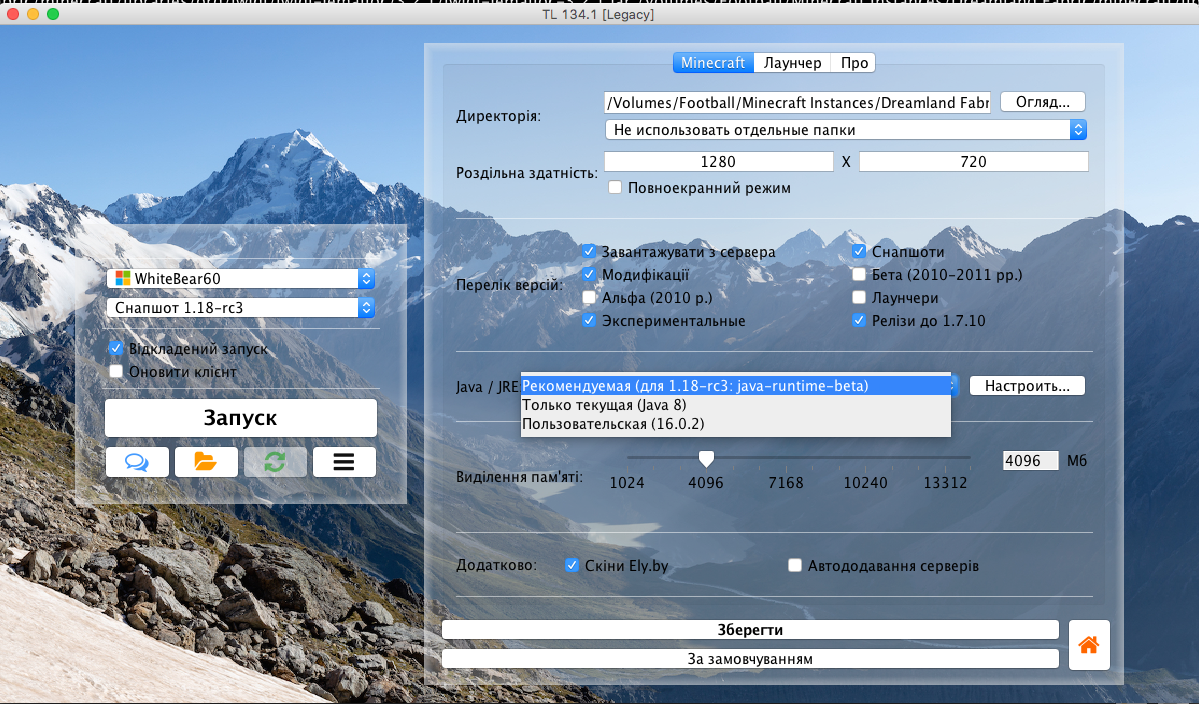 TL 134.1 [Legacy]
Minecraft Лаунчер Про
Директорія: /Volumes/Football/Minecraft Instances/Dreamland Fabr Огляд...
Не использовать отдельные папки
Роздільна здатність: 1280 X 720
Повноекранний режим
WhiteBear60
Снапшот 1.18-rc3
Відкладений запуск
Оновити клієнт
Запуск
Перелік версій:
Завантажувати з сервера Снапшоти
Модифікації Бета (2010-2011 рр.)
Альфа (2010 р.) Лаунчери
Экспериментальные Релізи до 1.7.10
Java / JRE Рекомендуемая (для 1.18-rc3: java-runtime-beta) Настроить...
Только текущая (Java 8)
Пользовательская (16.0.2)
Виділення пам'яті: 4096 Мб
1024 4096 7168 10240 13312
Додатково: Скіни Ely.by Автододавання серверів
Зберегти
За замовчуванням